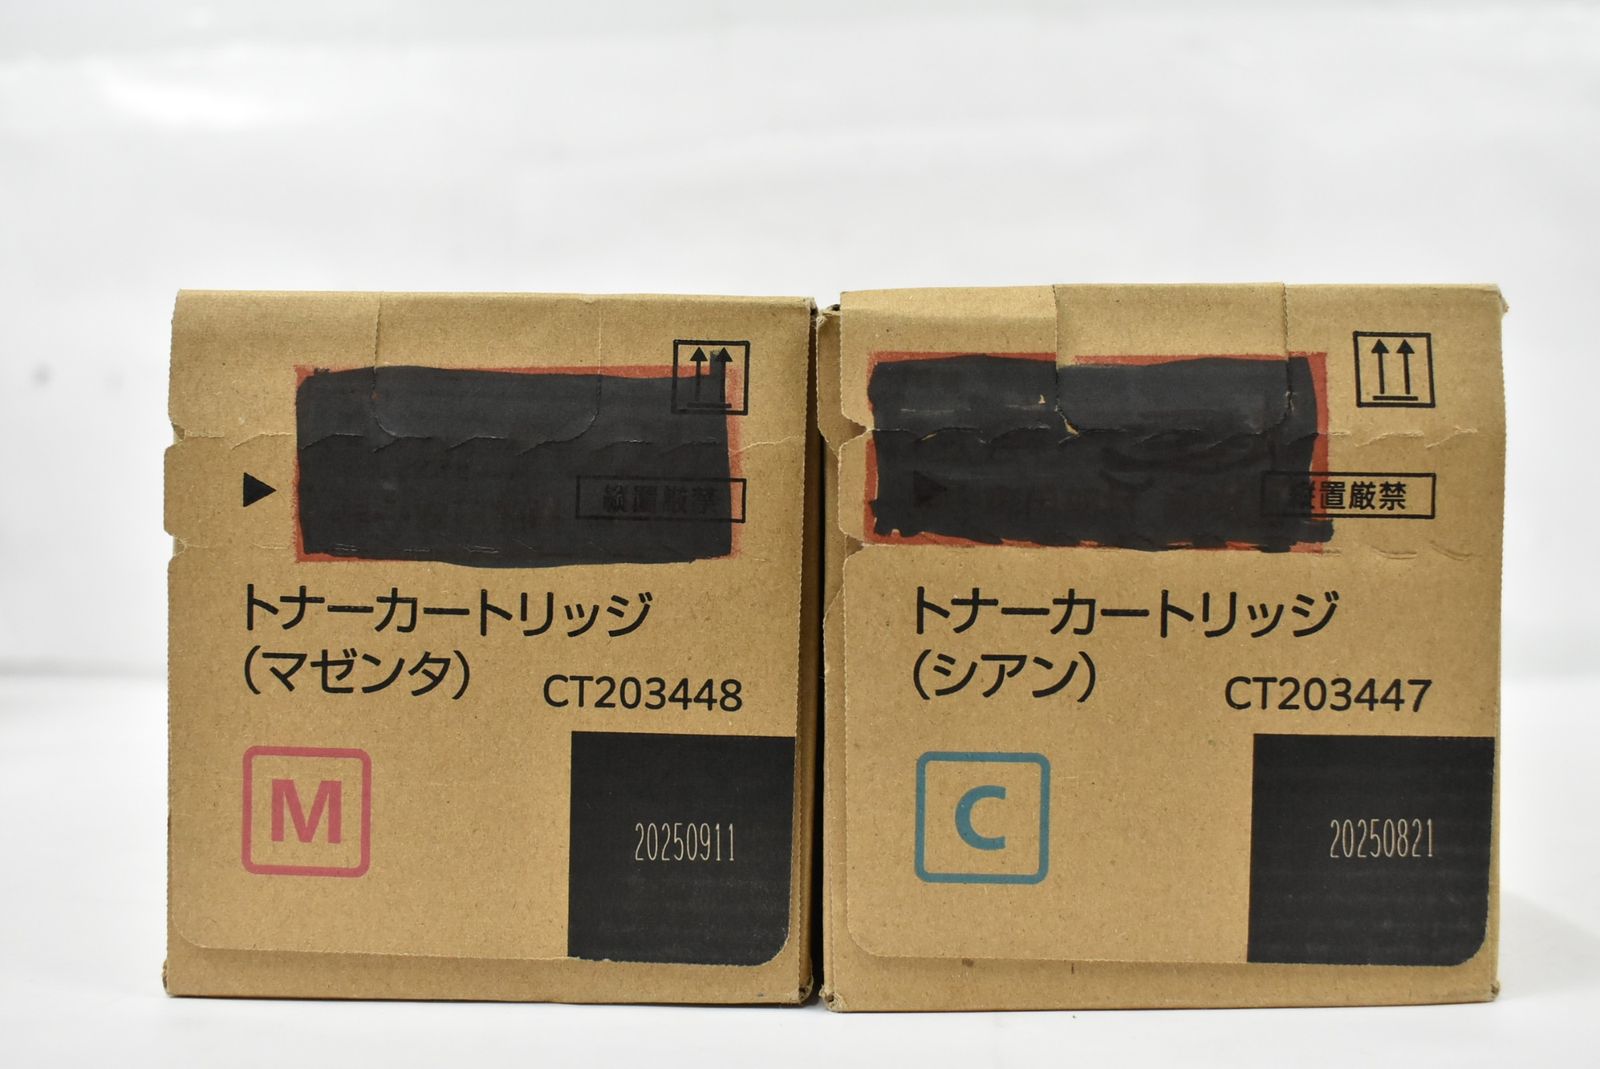 縦置厳禁
トナーカートリッジ
(マゼンタ)
CT203448
M
20250911
縦置厳禁
トナーカートリッジ
(シアン)
CT203447
C
20250821